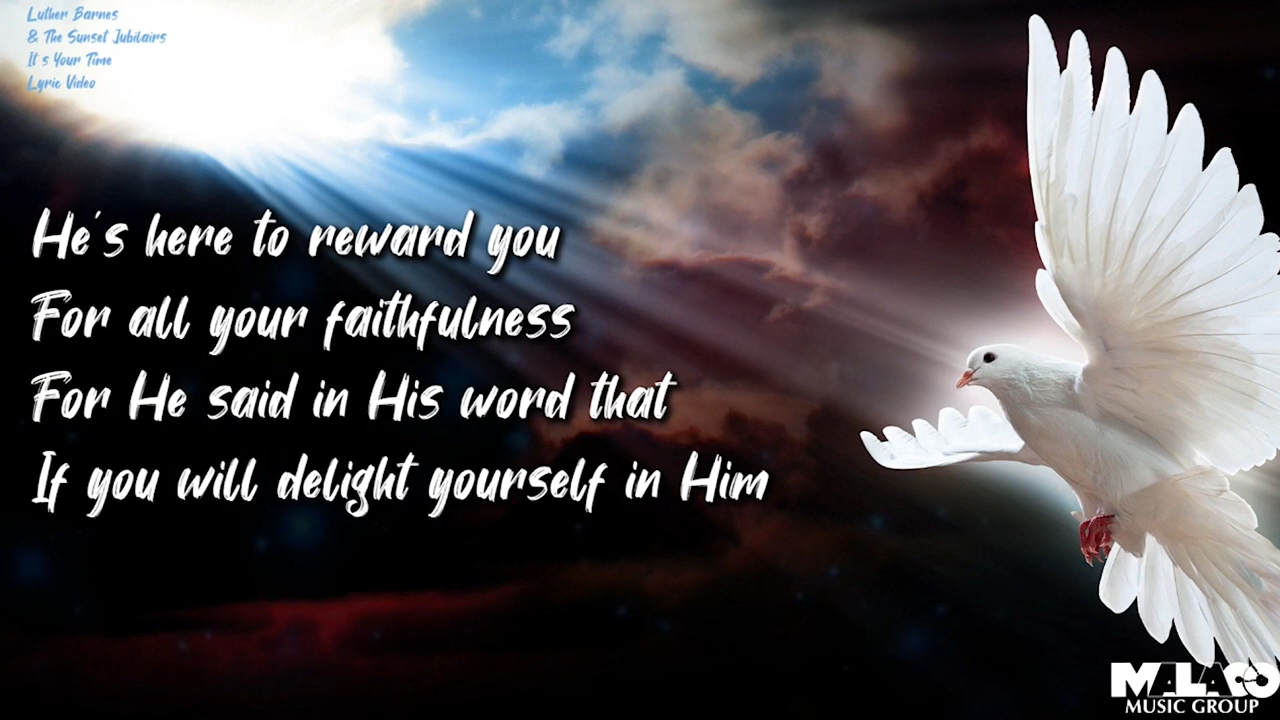 Luther Barnes
& The Sunset Jubilairs
It s Your Time
Lyric Video
He's here to reward you
For all your faithfulness
For He said in His word that
If you will delight yourself in Him
MALACO
MUSIC GROUP